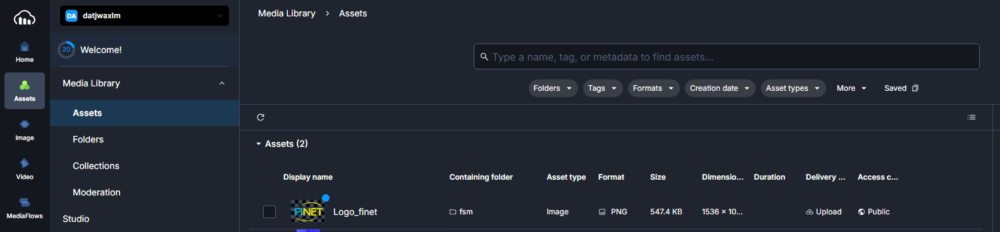 DA datjwaxlm
Media Library > Assets
20 Welcome!
Type a name, tag, or metadata to find assets...
Home
Media Library
Folders Tags Formats Creation date Asset types More Saved
Assets
Assets
Folders
Image
Assets (2)
Collections
Video
Display name Containing folder Asset type Format Size Dimensio... Duration Delivery ... Access c...
Moderation
MediaFlows
FINET Logo_finet fsm Image PNG 547.4 KB 1536 × 10... Upload Public
Studio